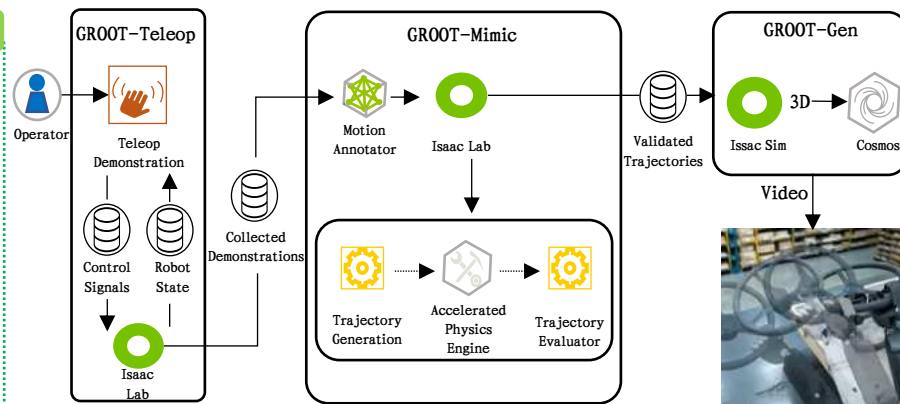 GROOT-Teleop
Operator
Teleop
Demonstration
Control
Signals
Robot
State
Isaac
Lab
Collected
Demonstrations
GROOT-Mimic
Motion
Annotator
Isaac Lab
Trajectory
Generation
Accelerated
Physics
Engine
Trajectory
Evaluator
Validated
Trajectories
GROOT-Gen
3D
Issac Sim
Cosmos
Video